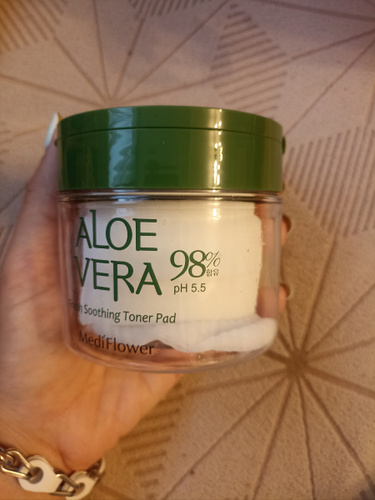 ALOE
VERA 98%
함유
pH 5.5
Soothing Toner Pad
MediFlower